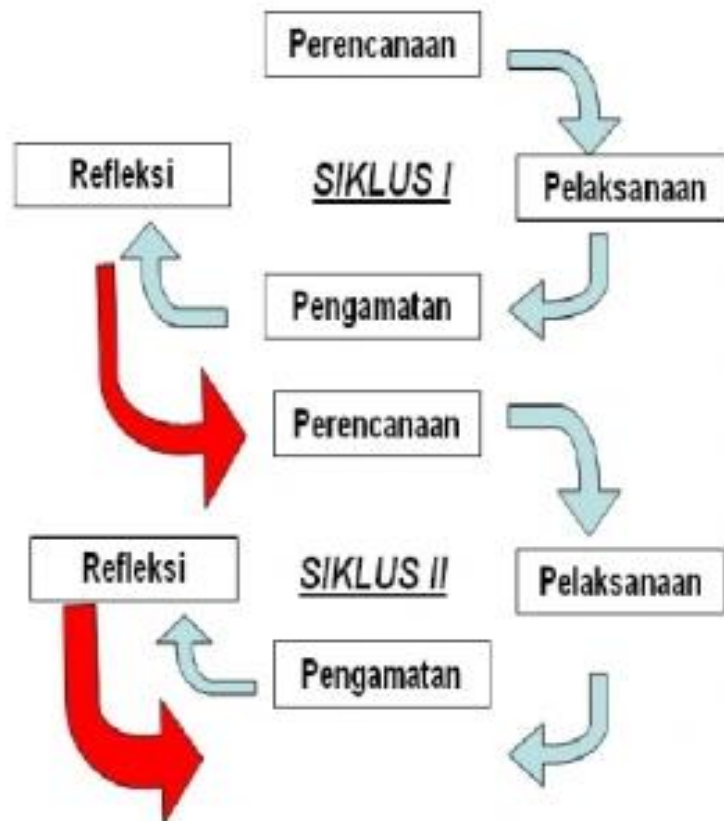 Perencanaan
Refleksi
SIKLUS I
Pelaksanaan
Pengamatan
Perencanaan
Refleksi
SIKLUS II
Pelaksanaan
Pengamatan